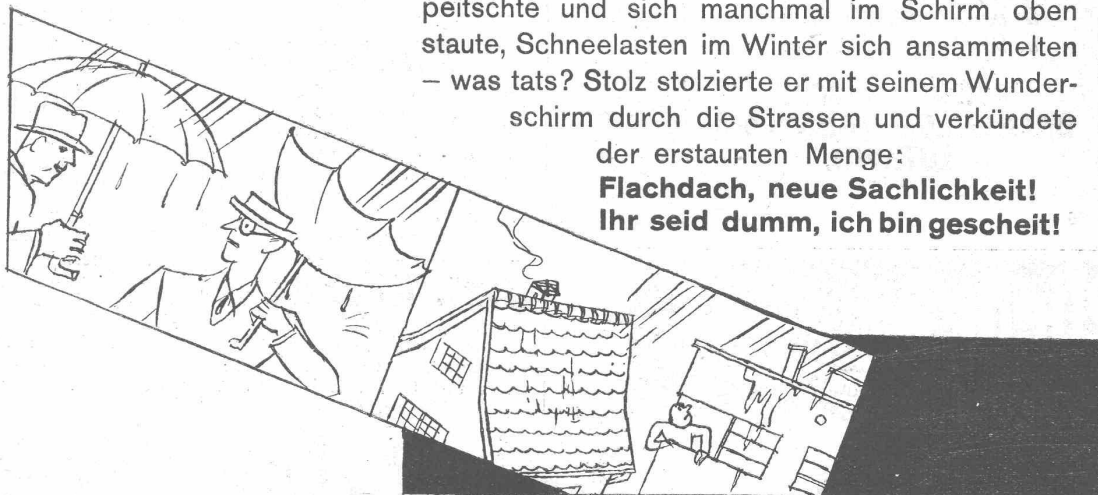 peitschte und sich manchmal im Schirm oben
staute, Schneelasten im Winter sich ansammelten
– was tats? Stolz stolzierte er mit seinem Wunder-
schirm durch die Strassen und verkündete
der erstaunten Menge:
Flachdach, neue Sachlichkeit!
Ihr seid dumm, ich bin gescheit!